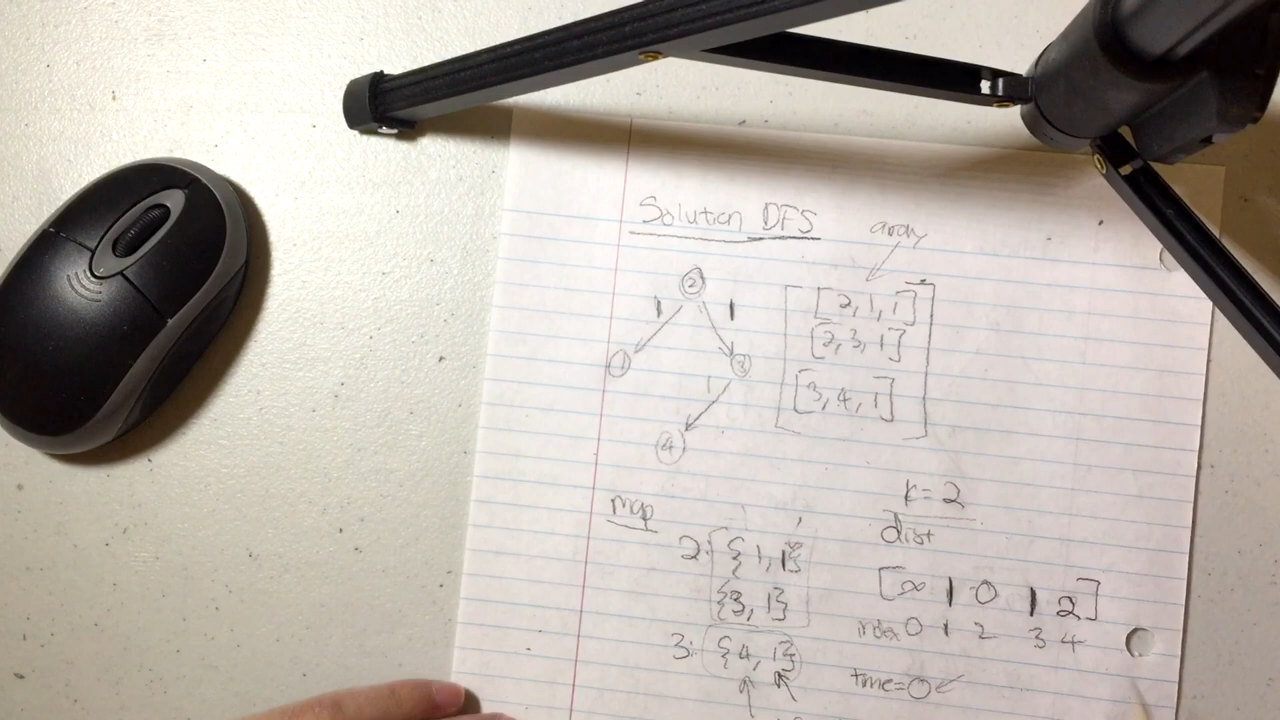 Solution DFS
array
2
1 1
1 3
1
4
[2,1,1]
[2,3,1]
[3,4,1]
map
2: {1,1}
{3,1}
3: {4,1}
k=2
dist
[∞ 1 0 1 2]
index 0 1 2 3 4
time=0